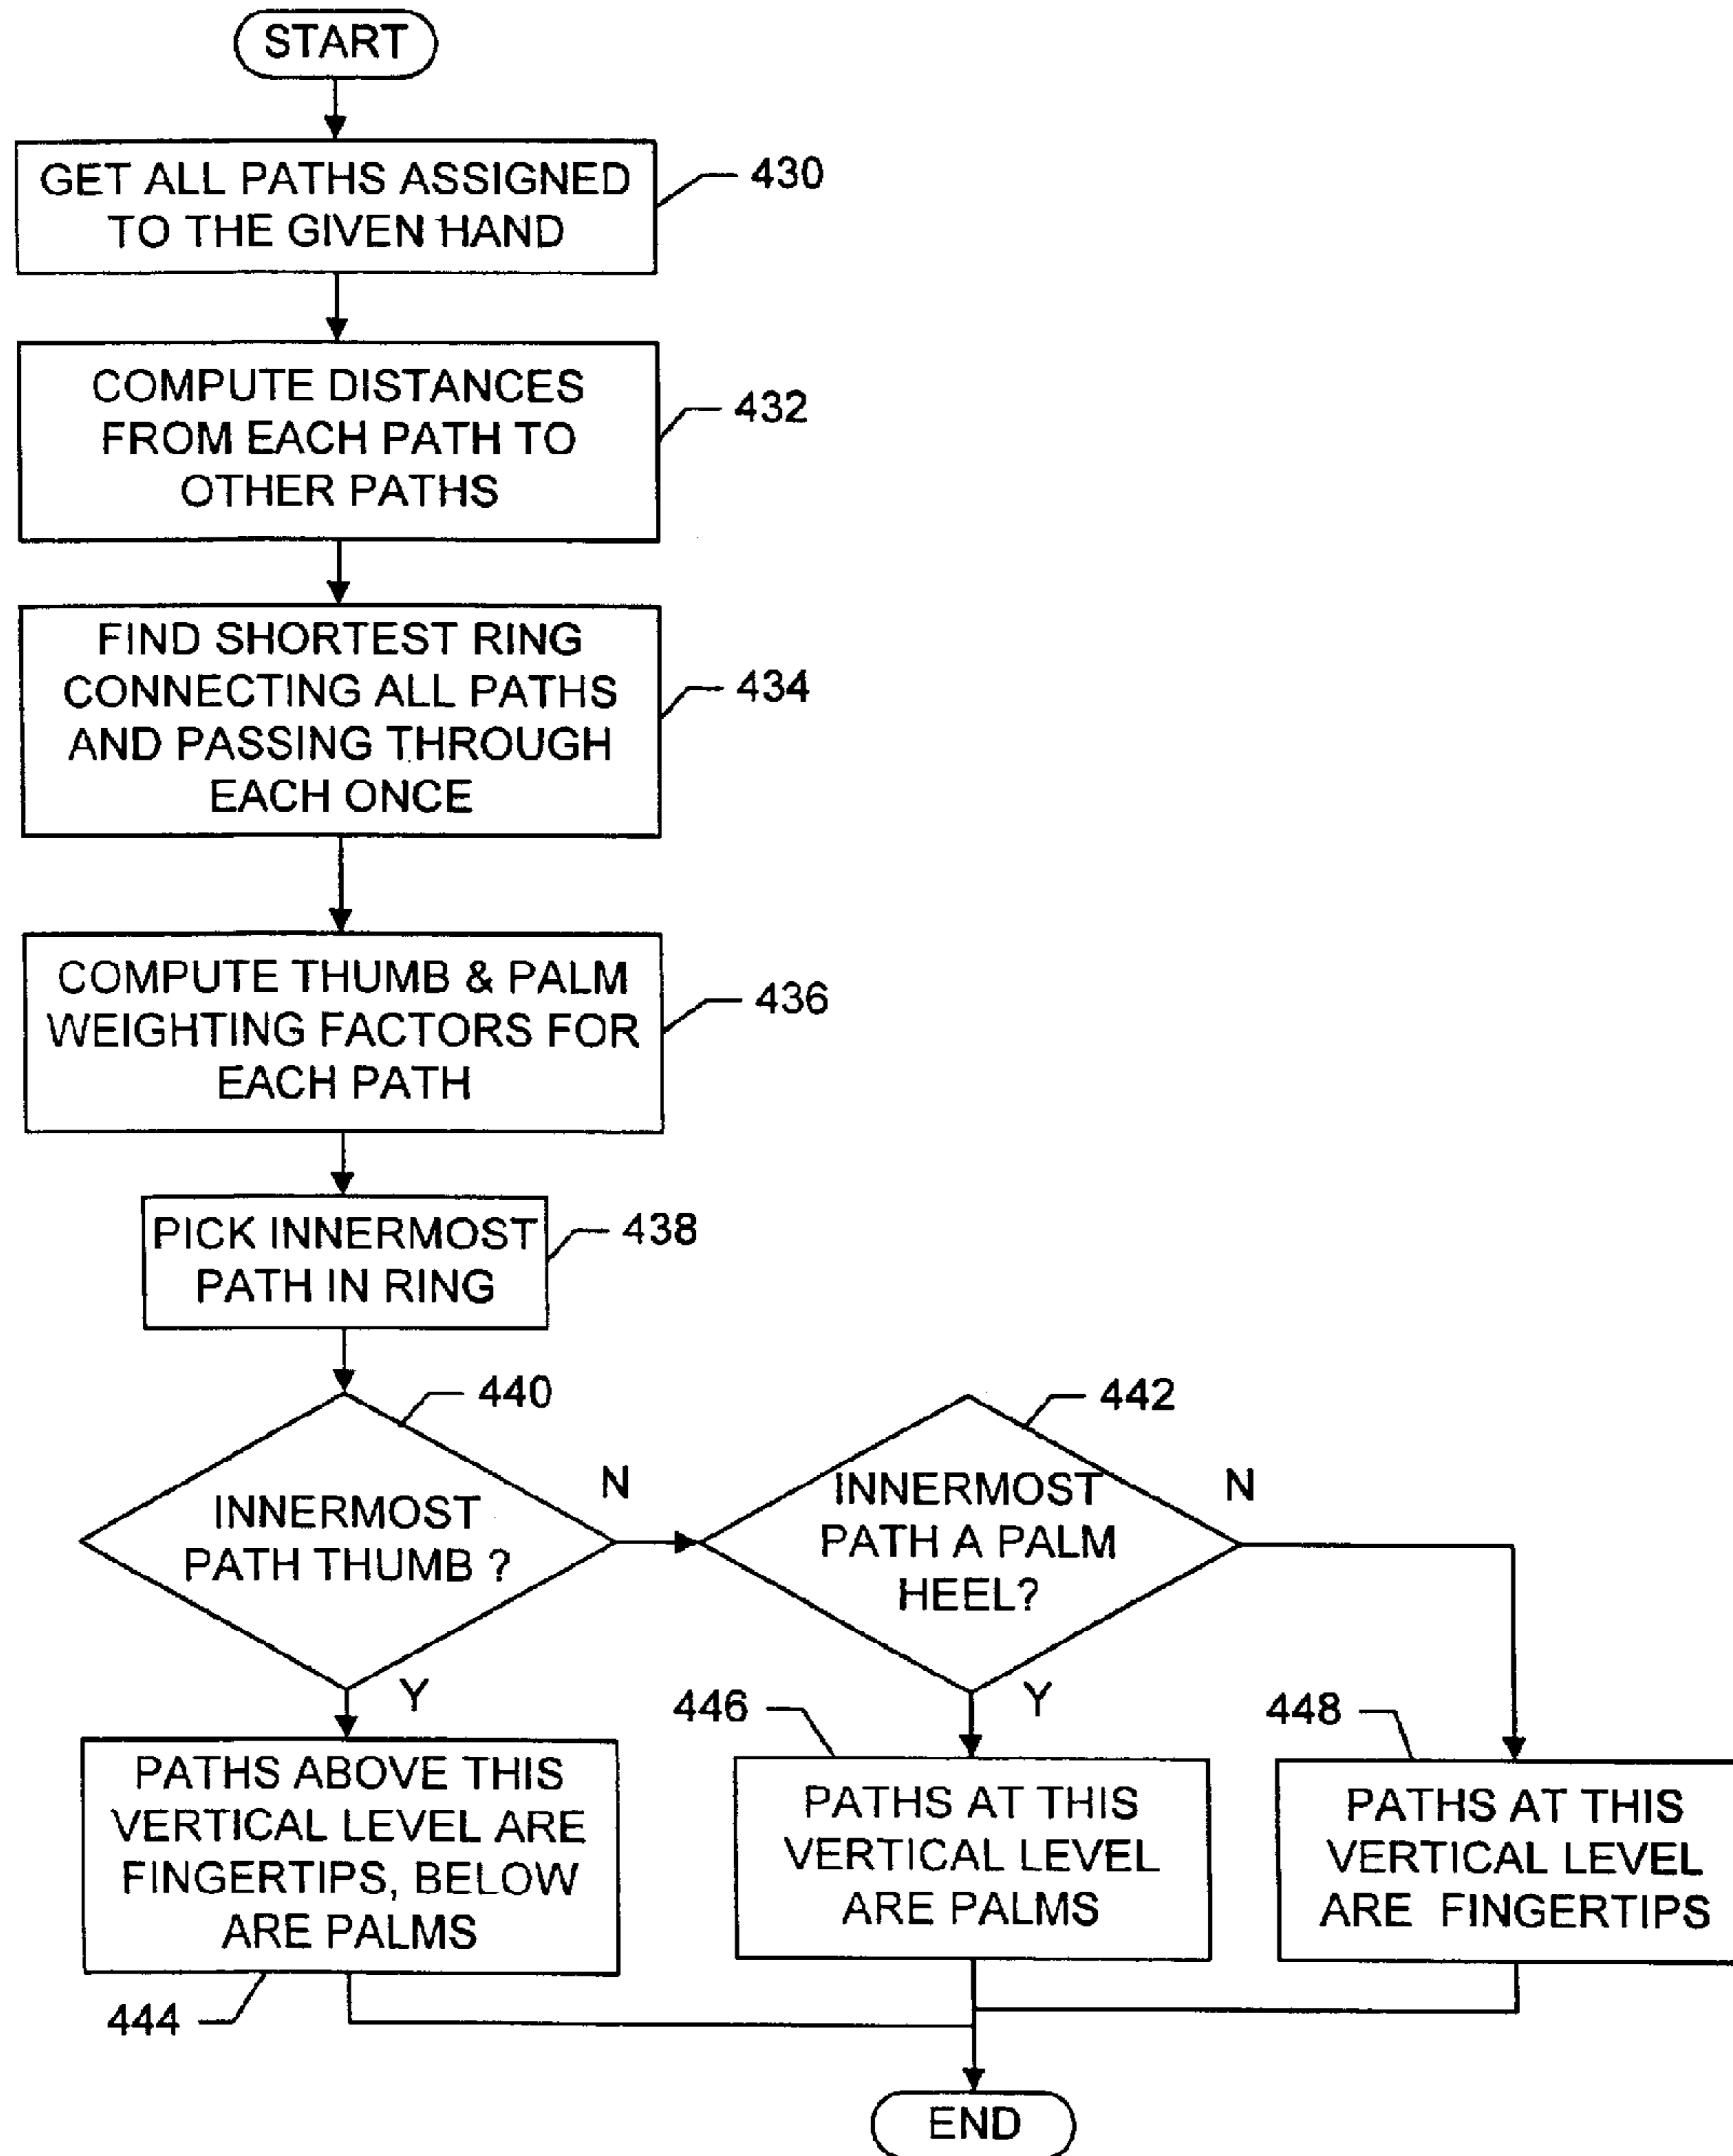 START
GET ALL PATHS ASSIGNED
TO THE GIVEN HAND
430
COMPUTE DISTANCES
FROM EACH PATH TO
OTHER PATHS
432
FIND SHORTEST RING
CONNECTING ALL PATHS
AND PASSING THROUGH
EACH ONCE
434
COMPUTE THUMB & PALM
WEIGHTING FACTORS FOR
EACH PATH
436
PICK INNERMOST
PATH IN RING
438
440
INNERMOST
PATH THUMB ?
N
Y
442
INNERMOST
PATH A PALM
HEEL?
N
Y
PATHS ABOVE THIS
VERTICAL LEVEL ARE
FINGERTIPS, BELOW
ARE PALMS
444
446
PATHS AT THIS
VERTICAL LEVEL
ARE PALMS
448
PATHS AT THIS
VERTICAL LEVEL
ARE FINGERTIPS
END